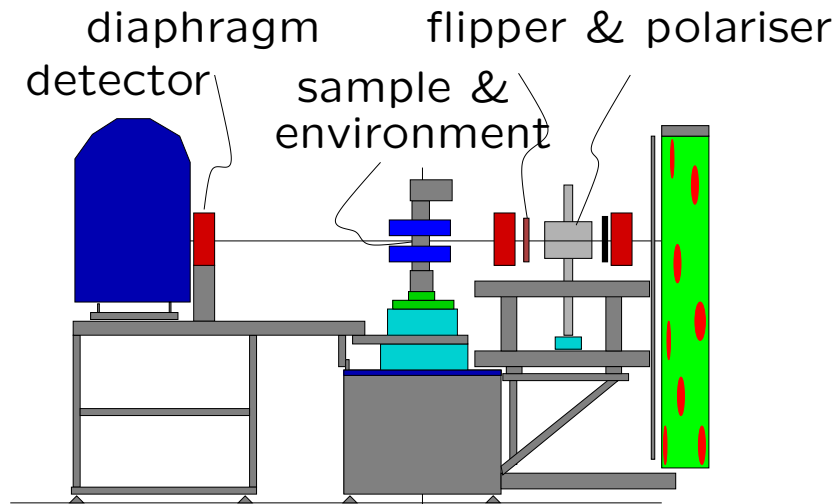 diaphragm
flipper & polariser
detector
sample &
environment